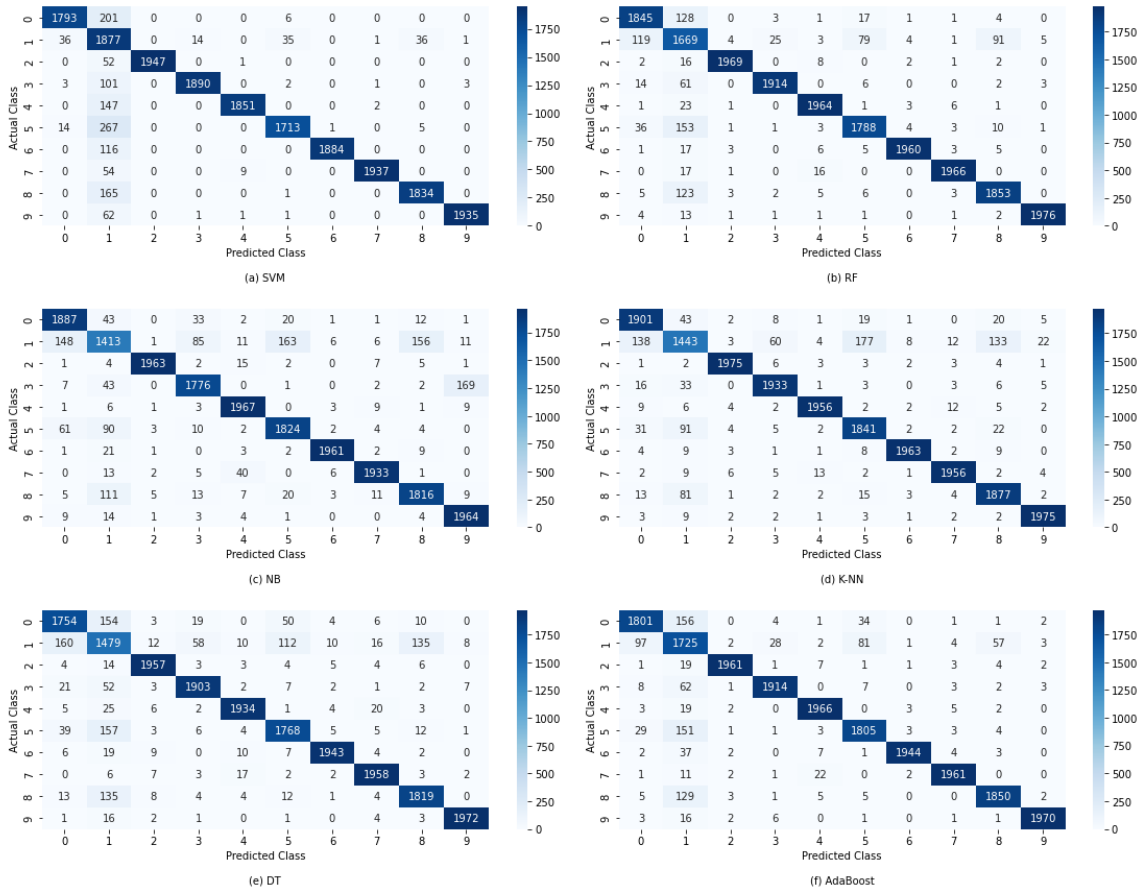 0 1793 201 0 0 0 6 0 0 0 0
1 36 1877 0 14 0 35 0 1 36 1
2 0 52 1947 0 1 0 0 0 0 0
3 3 101 0 1890 0 2 0 1 0 3
4 0 147 0 0 1851 0 0 2 0 0
5 14 267 0 0 0 1713 1 0 5 0
6 0 116 0 0 0 0 1884 0 0 0
7 0 54 0 0 9 0 0 1937 0 0
8 0 165 0 0 0 1 0 0 1834 0
9 0 62 0 1 1 1 0 0 0 1935
0 1 2 3 4 5 6 7 8 9
Actual Class
Predicted Class
1750
1500
1250
1000
750
500
250
0
(a) SVM
0 1845 128 0 3 1 17 1 1 4 0
1 119 1669 4 25 3 79 4 1 91 5
2 2 16 1969 0 8 0 2 1 2 0
3 14 61 0 1914 0 6 0 0 2 3
4 1 23 1 0 1964 1 3 6 1 0
5 36 153 1 1 3 1788 4 3 10 1
6 1 17 3 0 6 5 1960 3 5 0
7 0 17 1 0 16 0 0 1966 0 0
8 5 123 3 2 5 6 0 3 1853 0
9 4 13 1 1 1 1 0 1 2 1976
0 1 2 3 4 5 6 7 8 9
Actual Class
Predicted Class
1750
1500
1250
1000
750
500
250
0
(b) RF
0 1887 43 0 33 2 20 1 1 12 1
1 148 1413 1 85 11 163 6 6 156 11
2 1 4 1963 2 15 2 0 7 5 1
3 7 43 0 1776 0 1 0 2 2 169
4 1 6 1 3 1967 0 3 9 1 9
5 61 90 3 10 2 1824 2 4 4 0
6 1 21 1 0 3 2 1961 2 9 0
7 0 13 2 5 40 0 6 1933 1 0
8 5 111 5 13 7 20 3 11 1816 9
9 9 14 1 3 4 1 0 0 4 1964
0 1 2 3 4 5 6 7 8 9
Actual Class
Predicted Class
1750
1500
1250
1000
750
500
250
0
(c) NB
0 1901 43 2 8 1 19 1 0 20 5
1 138 1443 3 60 4 177 8 12 133 22
2 1 2 1975 6 3 3 2 3 4 1
3 16 33 0 1933 1 3 0 3 6 5
4 9 6 4 2 1956 2 2 12 5 2
5 31 91 4 5 2 1841 2 2 22 0
6 4 9 3 1 1 8 1963 2 9 0
7 2 9 6 5 13 2 1 1956 2 4
8 13 81 1 2 2 15 3 4 1877 2
9 3 9 2 2 1 3 1 2 2 1975
0 1 2 3 4 5 6 7 8 9
Actual Class
Predicted Class
1750
1500
1250
1000
750
500
250
0
(d) K-NN
0 1754 154 3 19 0 50 4 6 10 0
1 160 1479 12 58 10 112 10 16 135 8
2 4 14 1957 3 3 4 5 4 6 0
3 21 52 3 1903 2 7 2 1 2 7
4 5 25 6 2 1934 1 4 20 3 0
5 39 157 3 6 4 1768 5 5 12 1
6 6 19 9 0 10 7 1943 4 2 0
7 0 6 7 3 17 2 2 1958 3 2
8 13 135 8 4 4 12 1 4 1819 0
9 1 16 2 1 0 1 0 4 3 1972
0 1 2 3 4 5 6 7 8 9
Actual Class
Predicted Class
1750
1500
1250
1000
750
500
250
0
(e) DT
0 1801 156 0 4 1 34 0 1 1 2
1 97 1725 2 28 2 81 1 4 57 3
2 1 19 1961 1 7 1 1 3 4 2
3 8 62 1 1914 0 7 0 3 2 3
4 3 19 2 0 1966 0 3 5 2 0
5 29 151 1 1 3 1805 3 3 4 0
6 2 37 2 0 7 1 1944 4 3 0
7 1 11 2 1 22 0 2 1961 0 0
8 5 129 3 1 5 5 0 0 1850 2
9 3 16 2 6 0 1 0 1 1 1970
0 1 2 3 4 5 6 7 8 9
Actual Class
Predicted Class
1750
1500
1250
1000
750
500
250
0
(f) AdaBoost